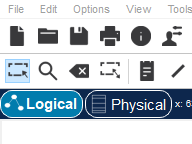 File Edit Options View Tools
Logical Physical x: 6